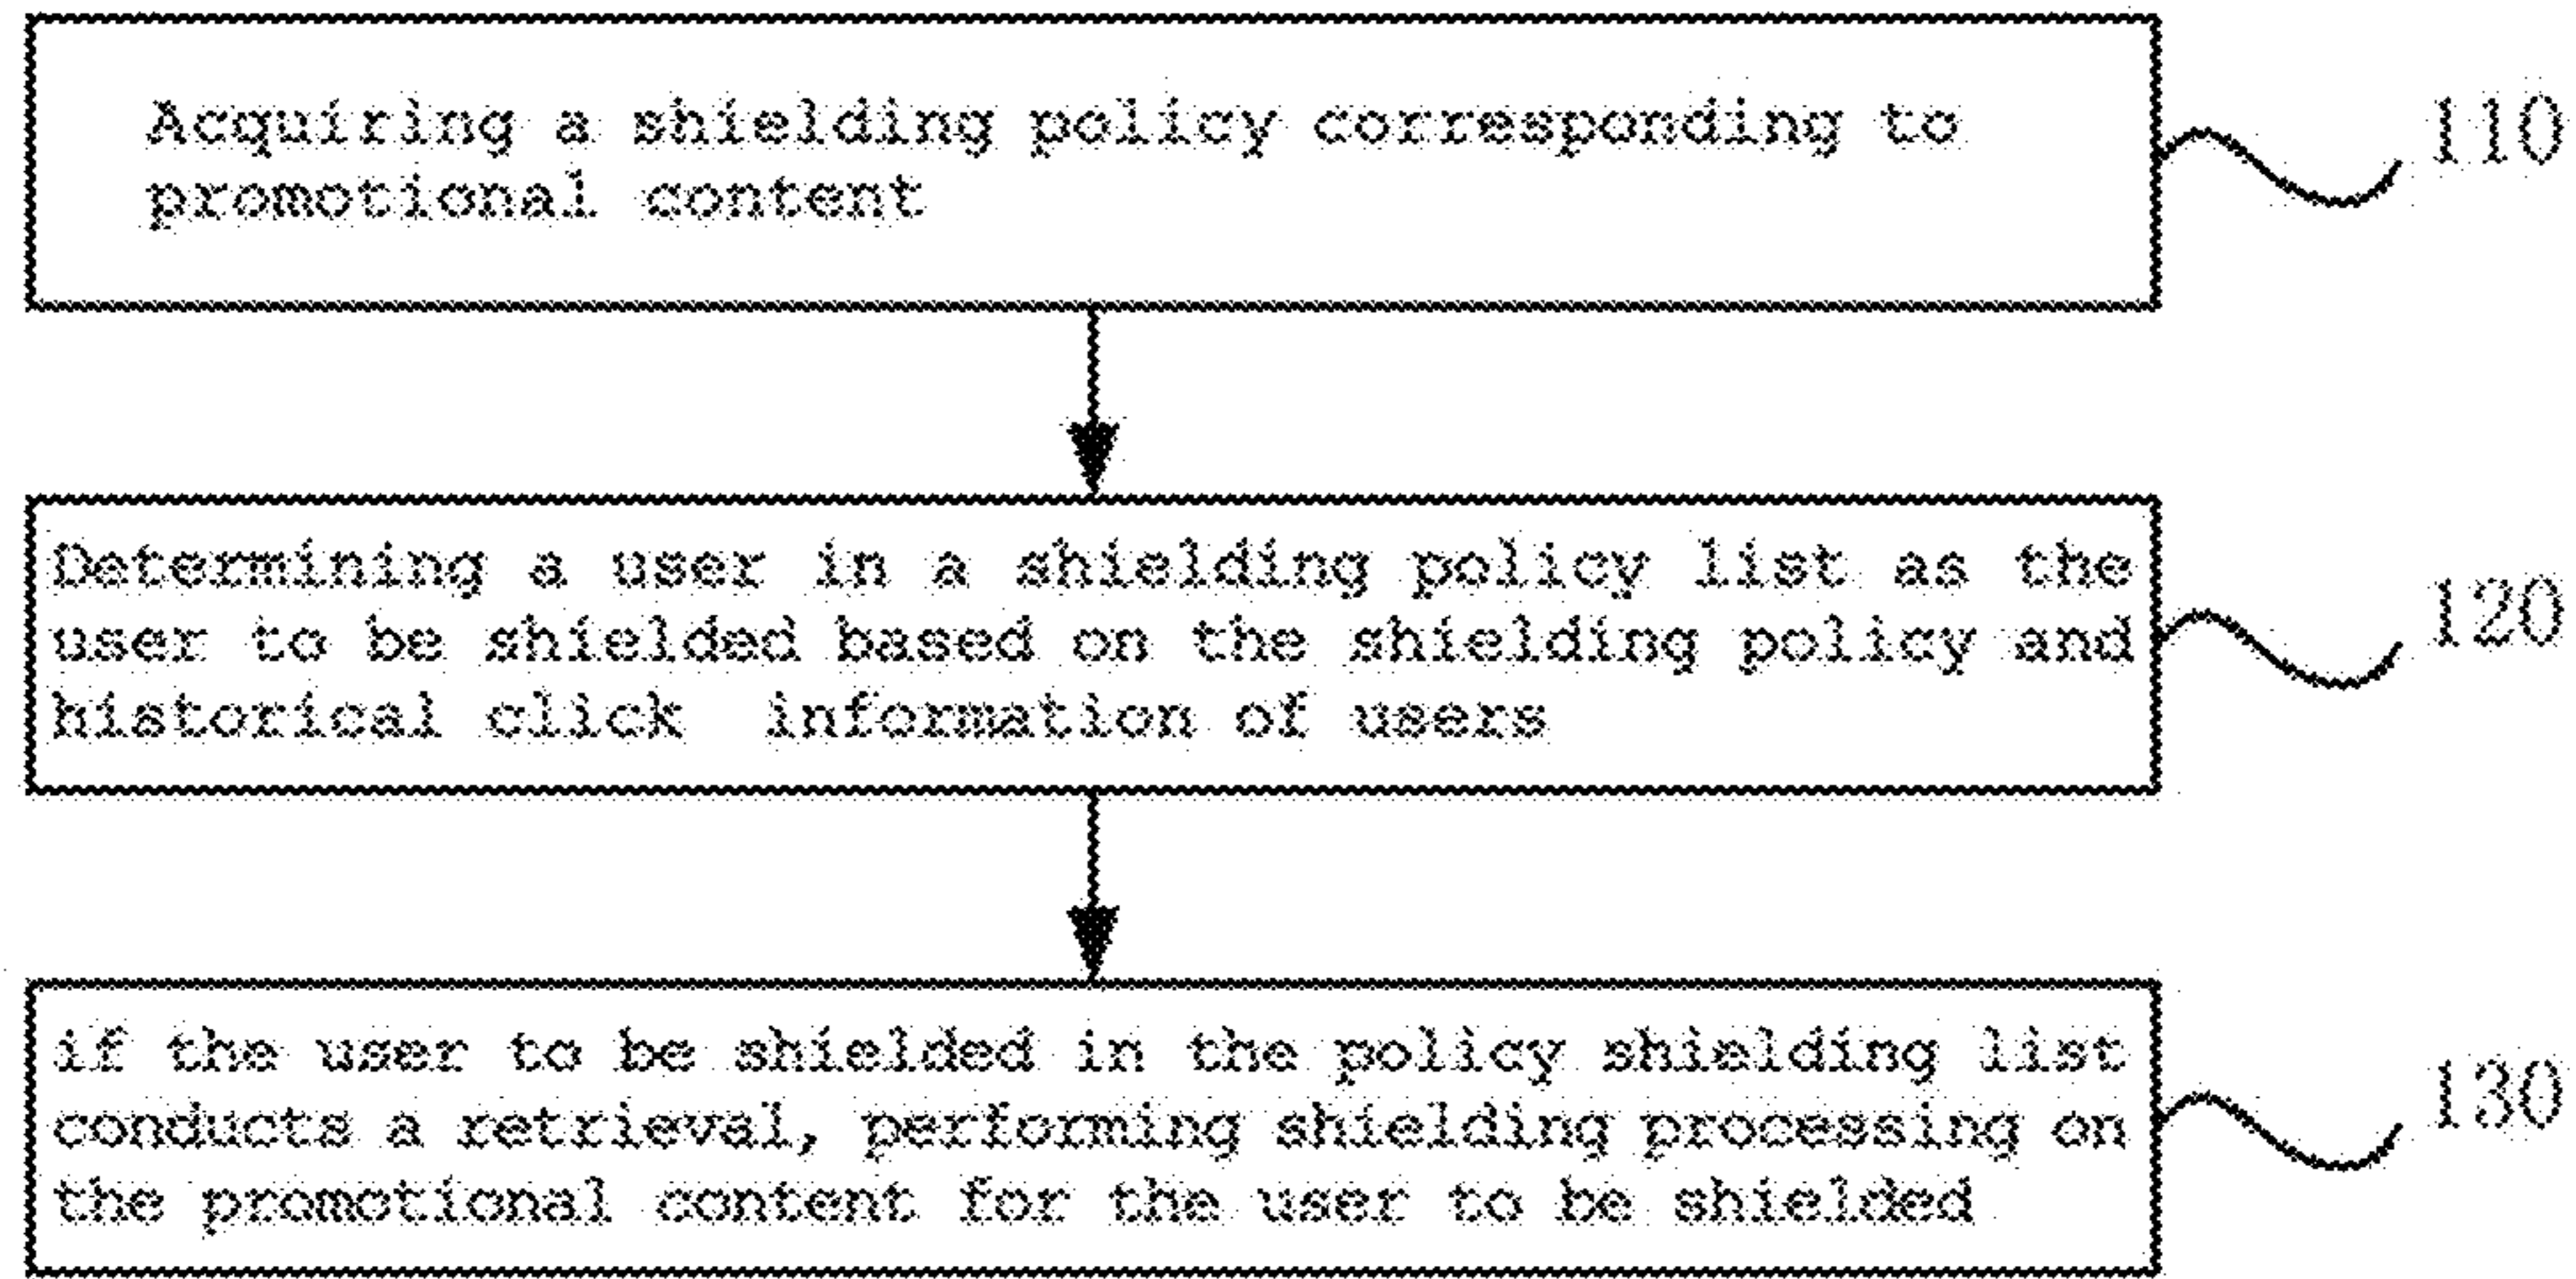 Acquiring a shielding policy corresponding to
promotional content
110
Determining a user in a shielding policy list as the
user to be shielded based on the shielding policy and
historical click information of users
120
if the user to be shielded in the policy shielding list
conducts a retrieval, performing shielding processing on
the promotional content for the user to be shielded
130